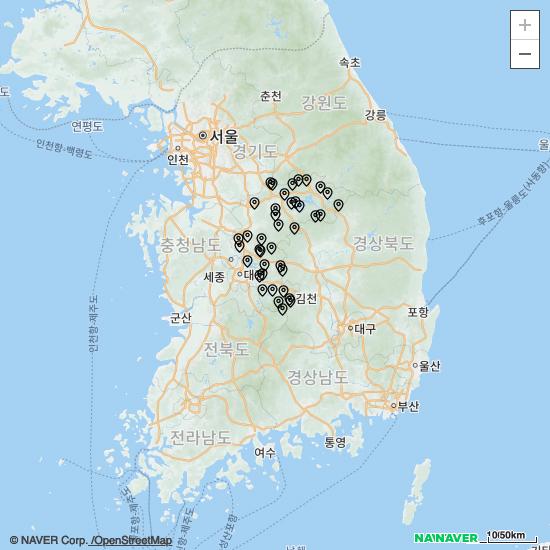 +
−
속초
춘천
강원도
강릉
도
연평도
서울
울
인천항-백령도
인천
경기도
후포항-울릉도(사동항)
충청남도
경상북도
세종
대
인천항-제주도
김천
군산
포항
대구
전북도
울산
경상남도
부산
전라남도
통영
여수
© NAVER Corp. /OpenStreetMap
NAVER
10/50km